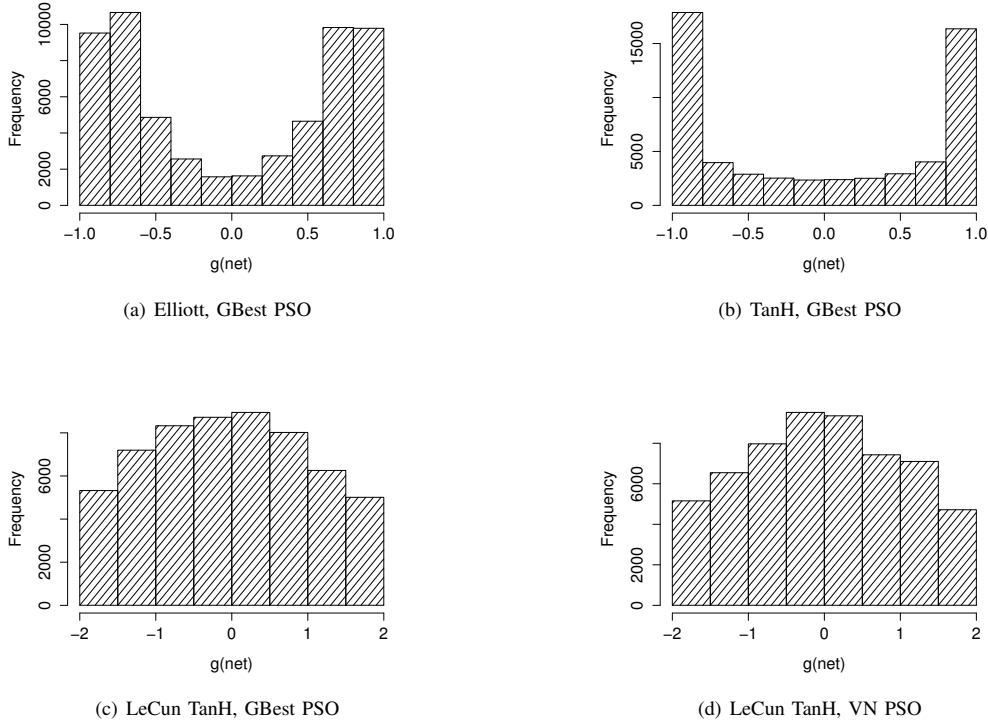 Frequency
0 2000 6000 10000
−1.0 −0.5 0.0 0.5 1.0
g(net)
(a) Elliott, GBest PSO
Frequency
0 5000 15000
−1.0 −0.5 0.0 0.5 1.0
g(net)
(b) TanH, GBest PSO
Frequency
0 2000 6000
−2 −1 0 1 2
g(net)
(c) LeCun TanH, GBest PSO
Frequency
0 2000 6000
−2 −1 0 1 2
g(net)
(d) LeCun TanH, VN PSO